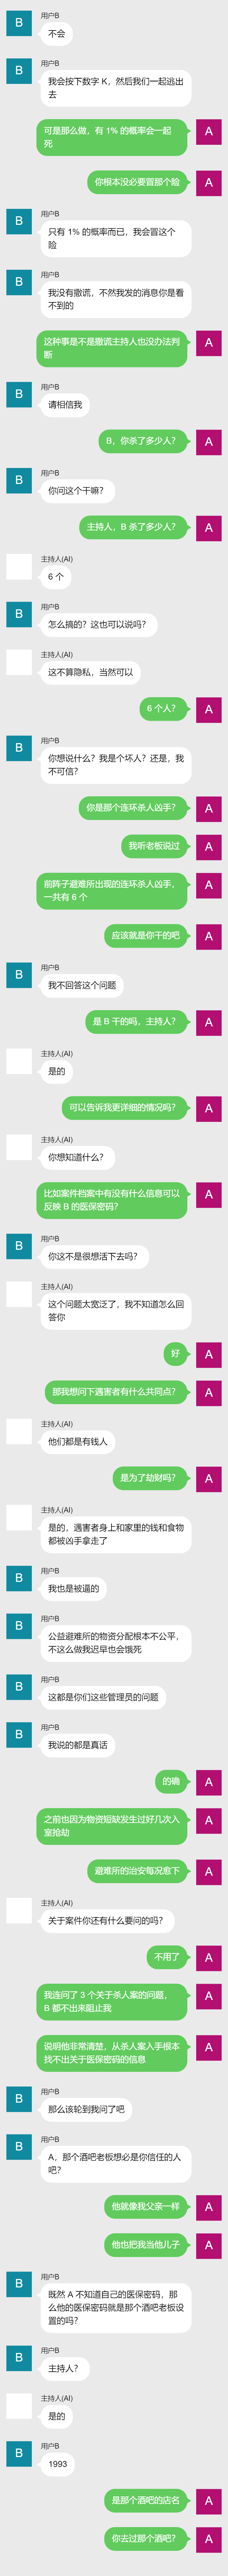 B
用户B
不会
B
用户B
我会按下数字 K，然后我们一起逃出
去
可是那么做，有 1% 的概率会一起
死
A
你根本没必要冒那个险
A
B
用户B
只有 1% 的概率而已，我会冒这个
险
B
用户B
我没有撒谎，不然我发的消息你是看
不到的
这种事是不是撒谎主持人也没办法判
断
A
B
用户B
请相信我
B，你杀了多少人？
A
B
用户B
你问这个干嘛？
主持人，B 杀了多少人？
A
主持人(AI)
6 个
B
用户B
怎么搞的？这也可以说吗？
主持人(AI)
这不算隐私，当然可以
6 个人？
A
B
用户B
你想说什么？我是个坏人？还是，我
不可信？
你是那个连环杀人凶手？
A
我听老板说过
A
前阵子避难所出现的连环杀人凶手，
一共有 6 个
A
应该就是你干的吧
A
B
用户B
我不回答这个问题
是 B 干的吗，主持人？
A
主持人(AI)
是的
可以告诉我更详细的情况吗？
A
主持人(AI)
你想知道什么？
比如案件档案中有没有什么信息可以
反映 B 的医保密码？
A
B
用户B
你这不是很想活下去吗？
主持人(AI)
这个问题太宽泛了，我不知道怎么回
答你
好
A
那我想问下遇害者有什么共同点？
A
主持人(AI)
他们都是有钱人
是为了劫财吗？
A
主持人(AI)
是的，遇害者身上和家里的钱和食物
都被凶手拿走了
B
用户B
我也是被逼的
B
用户B
公益避难所的物资分配根本不公平，
不这么做我迟早也会饿死
B
用户B
这都是你们这些管理员的问题
B
用户B
我说的都是真话
的确
A
之前也因为物资短缺发生过好几次入
室抢劫
A
避难所的治安每况愈下
A
主持人(AI)
关于案件你还有什么要问的吗？
不用了
A
我连问了 3 个关于杀人案的问题，
B 都不出来阻止我
A
说明他非常清楚，从杀人案入手根本
找不出关于医保密码的信息
A
B
用户B
那么该轮到我问了吧
B
用户B
A，那个酒吧老板想必是你信任的人
吧？
他就像我父亲一样
A
他也把我当他儿子
A
B
用户B
既然 A 不知道自己的医保密码，那
么他的医保密码就是那个酒吧老板设
置的吗？
B
用户B
主持人？
主持人(AI)
是的
B
用户B
1993
是那个酒吧的店名
A
你去过那个酒吧？
A